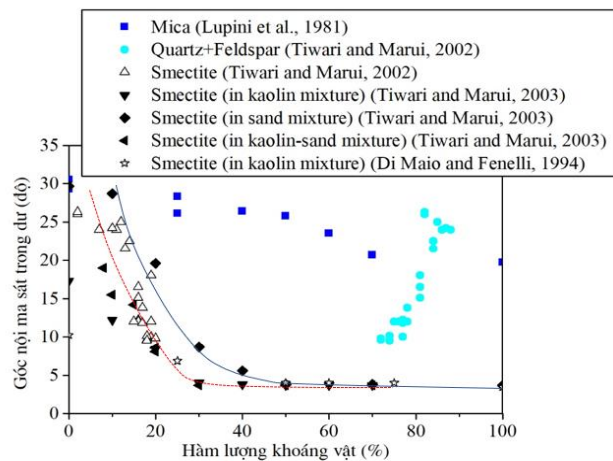 Mica (Lupini et al., 1981)
Quartz+Feldspar (Tiwari and Marui, 2002)
Smectite (Tiwari and Marui, 2002)
Smectite (in kaolin mixture) (Tiwari and Marui, 2003)
Smectite (in sand mixture) (Tiwari and Marui, 2003)
Smectite (in kaolin-sand mixture) (Tiwari and Marui, 2003)
Smectite (in kaolin mixture) (Di Maio and Fenelli, 1994)
35
30
25
20
15
10
5
0
Góc nội ma sát trong dư (độ)
0 20 40 60 80 100
Hàm lượng khoáng vật (%)